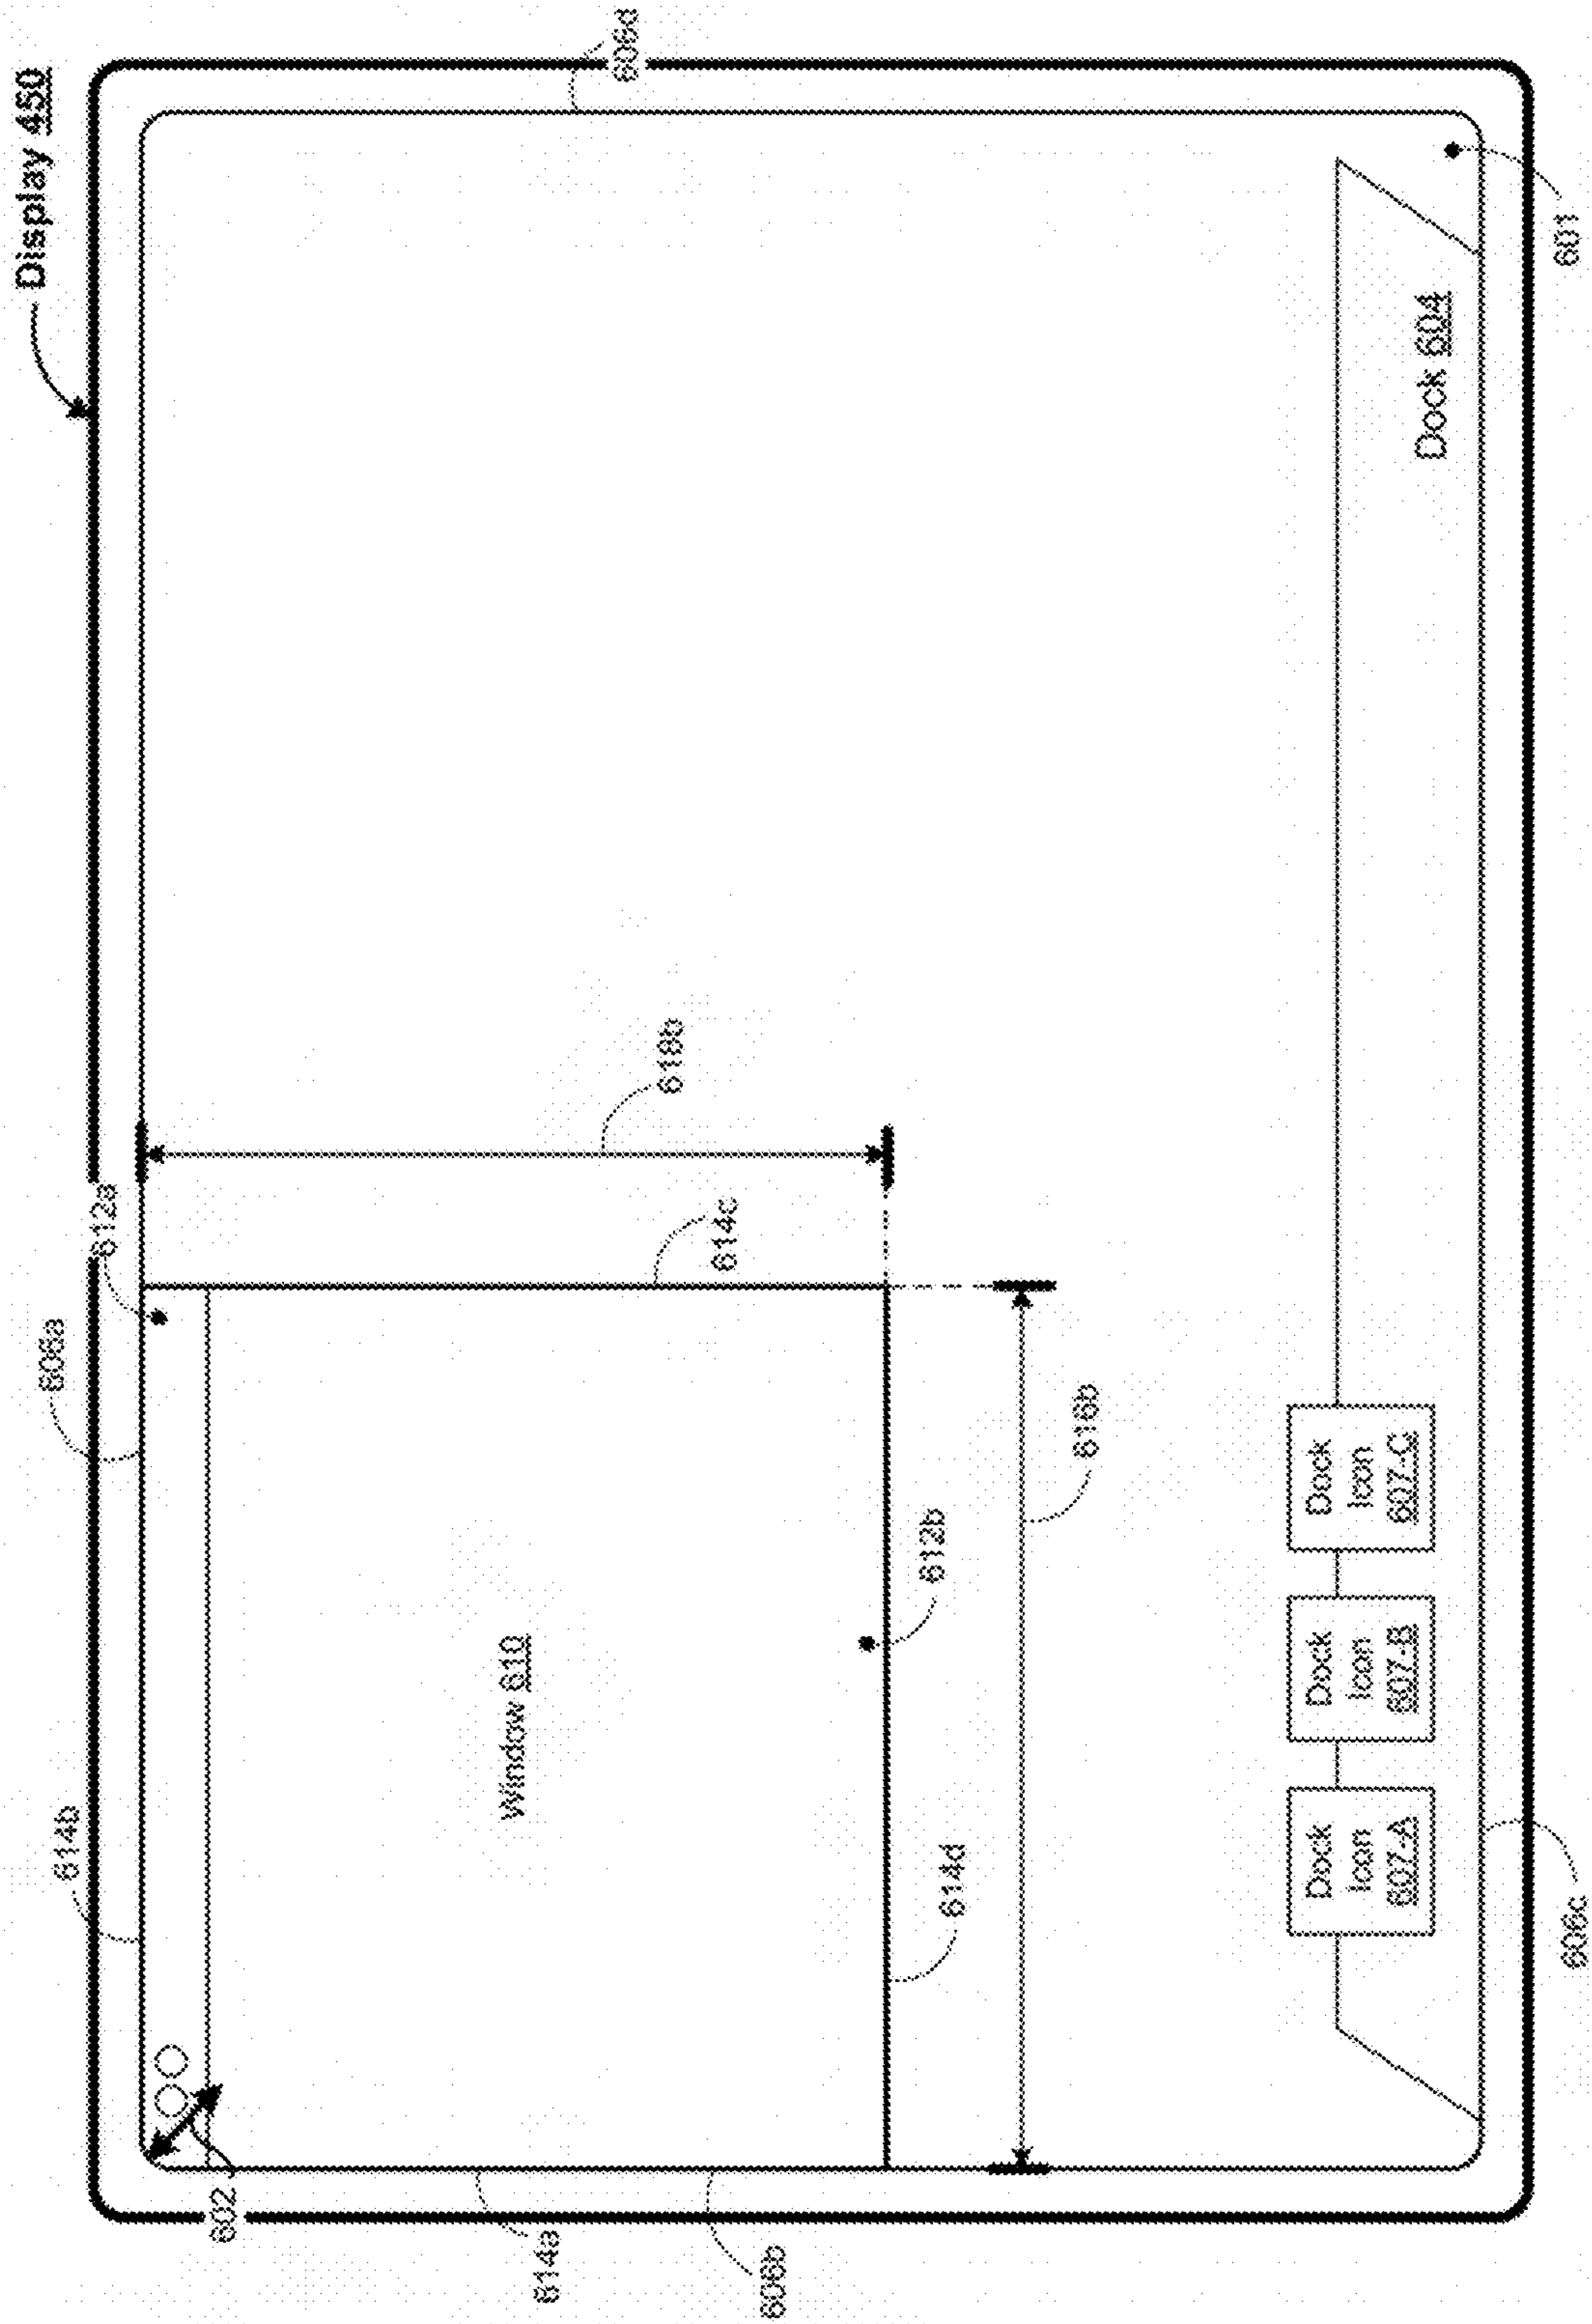 Display 450
614b
606a
612a
602
618b
606d
614c
Window 610
614a
612b
606b
614d
616b
Dock
Icon
607-A
Dock
Icon
607-B
Dock
Icon
607-C
Dock 604
606c
601